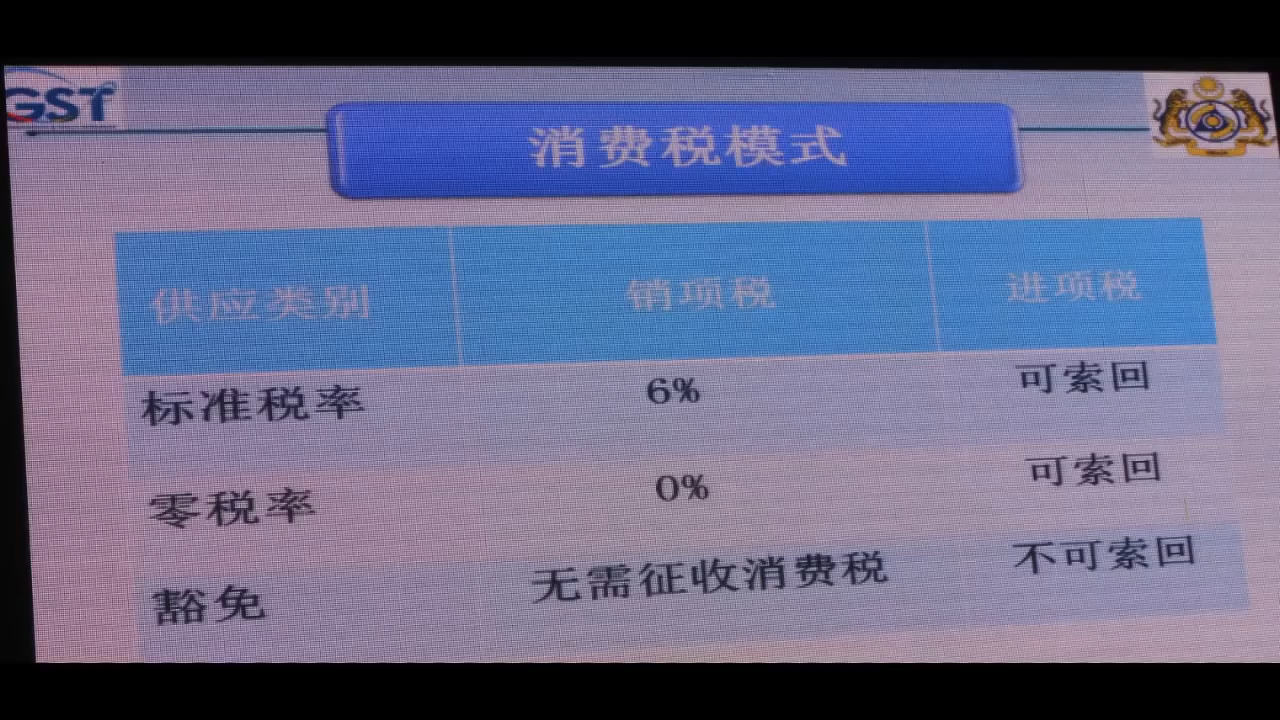 GST
消费税模式
供应类别 销项税 进项税
标准税率 6% 可索回
零税率 0% 可索回
豁免 无需征收消费税 不可索回